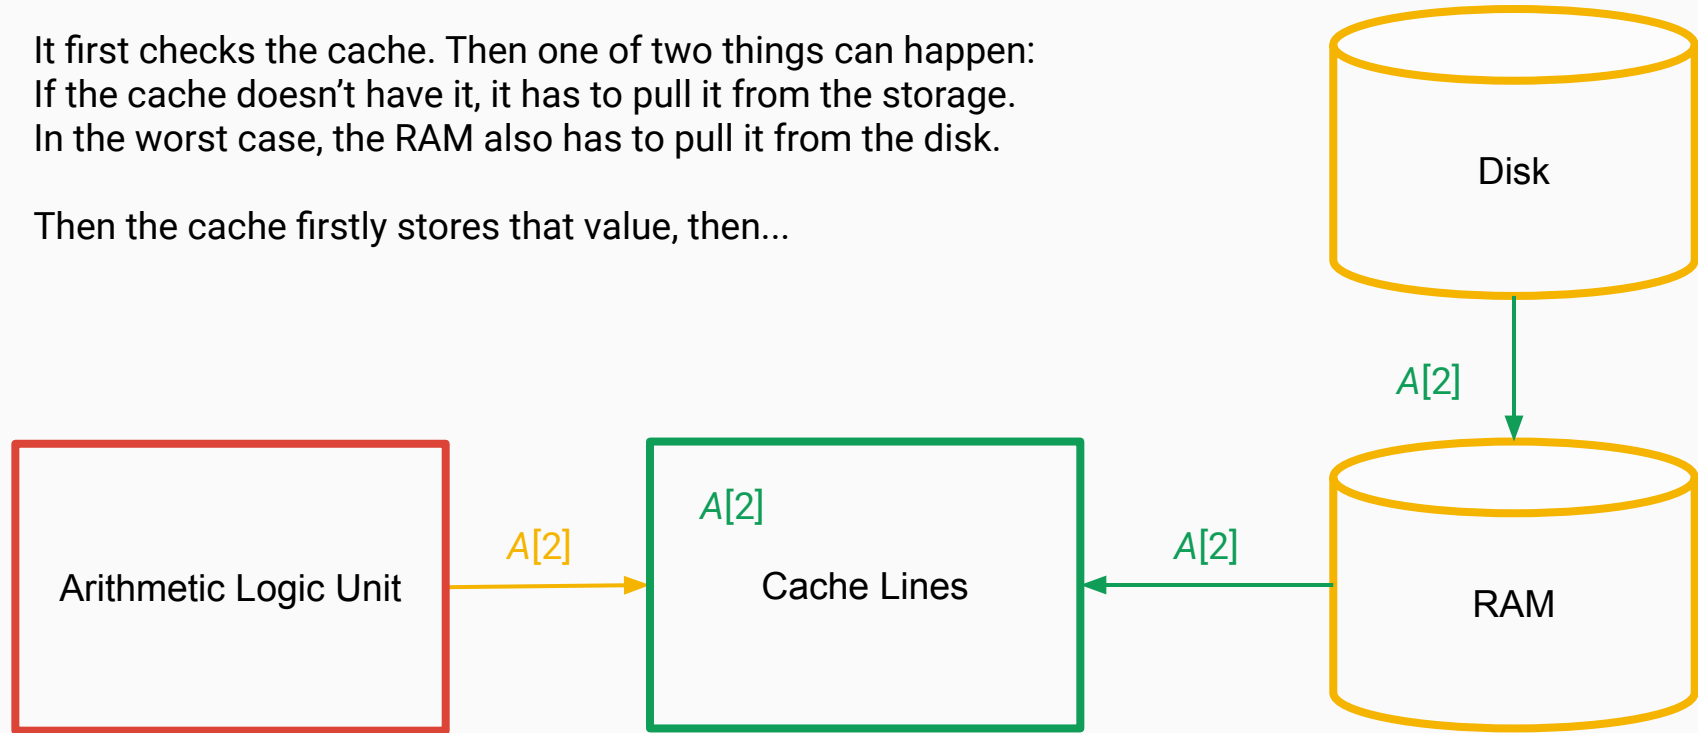 It first checks the cache. Then one of two things can happen:
If the cache doesn’t have it, it has to pull it from the storage.
In the worst case, the RAM also has to pull it from the disk.
Then the cache firstly stores that value, then...
Disk
A[2]
A[2]
A[2]
A[2]
Arithmetic Logic Unit
Cache Lines
RAM